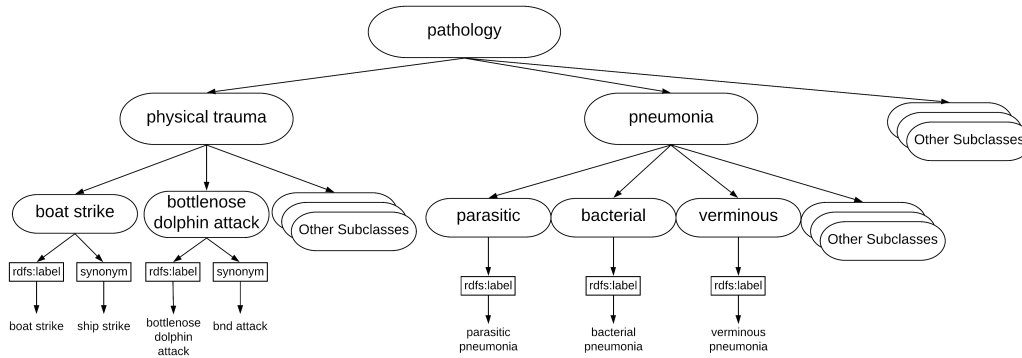 pathology
physical trauma
pneumonia
Other Subclasses
boat strike
bottlenose
dolphin attack
Other Subclasses
parasitic
bacterial
verminous
Other Subclasses
rdfs:label
synonym
rdfs:label
synonym
rdfs:label
rdfs:label
rdfs:label
boat strike
ship strike
bottlenose
dolphin
attack
bnd attack
parasitic
pneumonia
bacterial
pneumonia
verminous
pneumonia